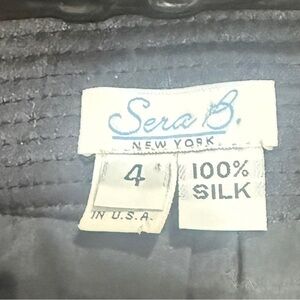 Sera B.
NEW YORK
4
100%
SILK
IN U.S.A.